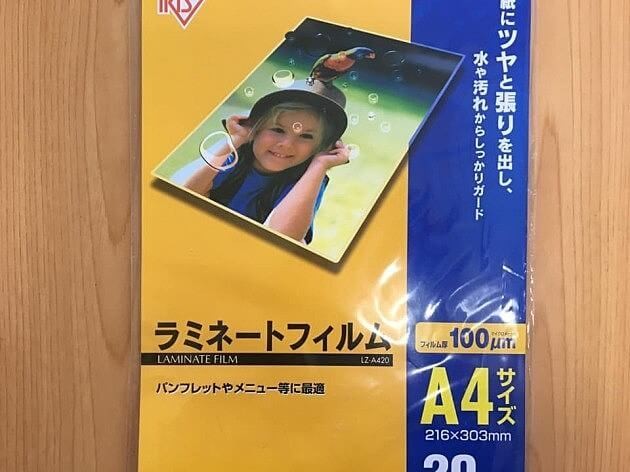 IRIS
紙にツヤと張りを出し、
水や汚れからしっかりガード
ラミネートフィルム
LAMINATE FILM LZ-A420
パンフレットやメニュー等に最適
フィルム厚 100μm
マイクロメートル
A4サイズ
216×303mm
20